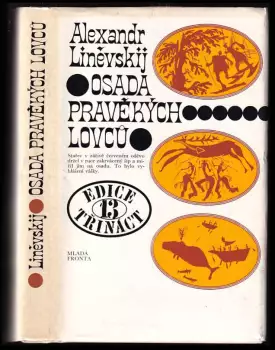 Liněvskij OSADA PRAVĚKÝCH LOVCŮ
Alexandr
Liněvskij
OSADA
PRAVĚKÝCH
LOVCŮ
EDICE
13
TŘINÁCT
MLADÁ
FRONTA